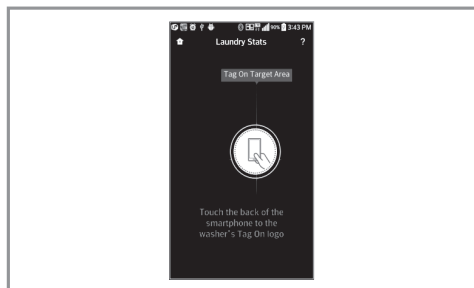 90% 3:43 PM
Laundry Stats ?
Tag On Target Area
Touch the back of the
smartphone to the
washer's Tag On logo